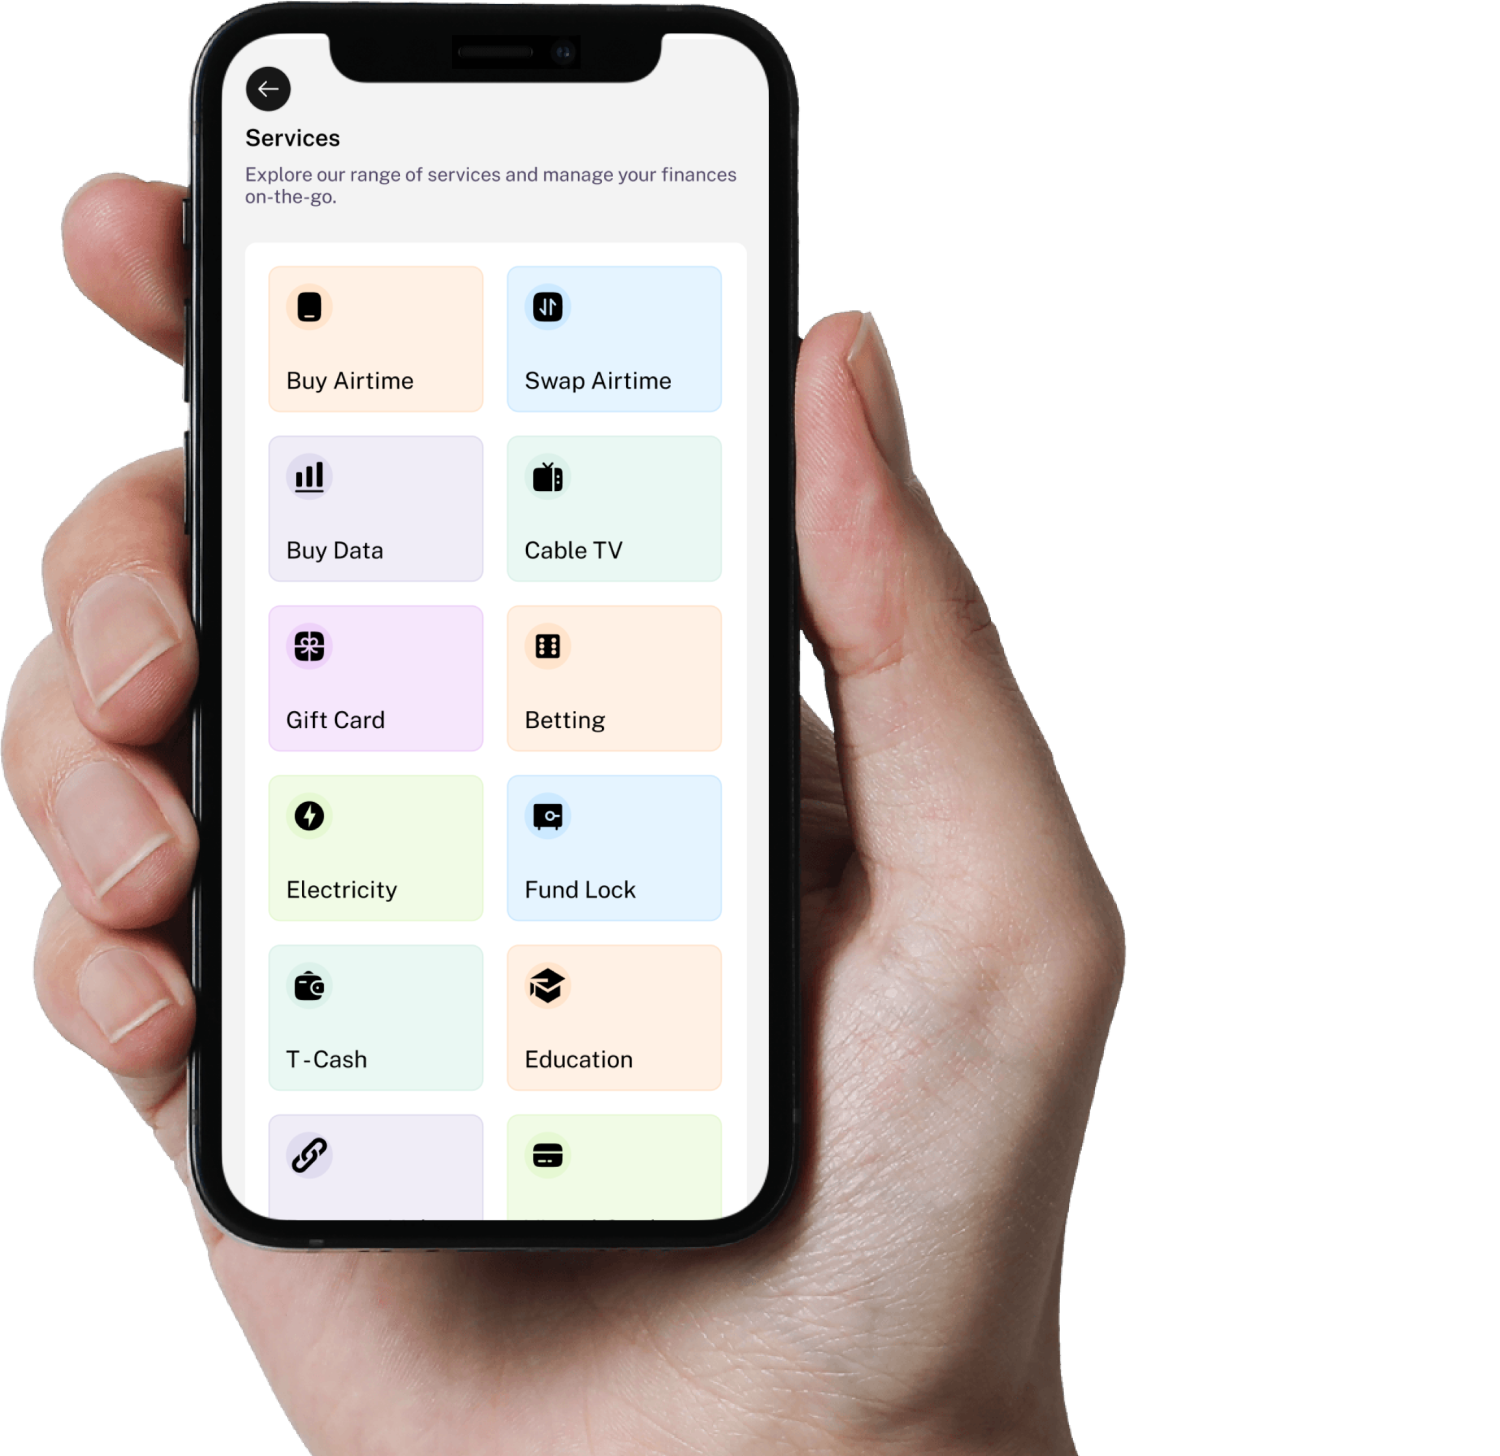 Services
Explore our range of services and manage your finances
on-the-go.
Buy Airtime
Swap Airtime
Buy Data
Cable TV
Gift Card
Betting
Electricity
Fund Lock
T-Cash
Education